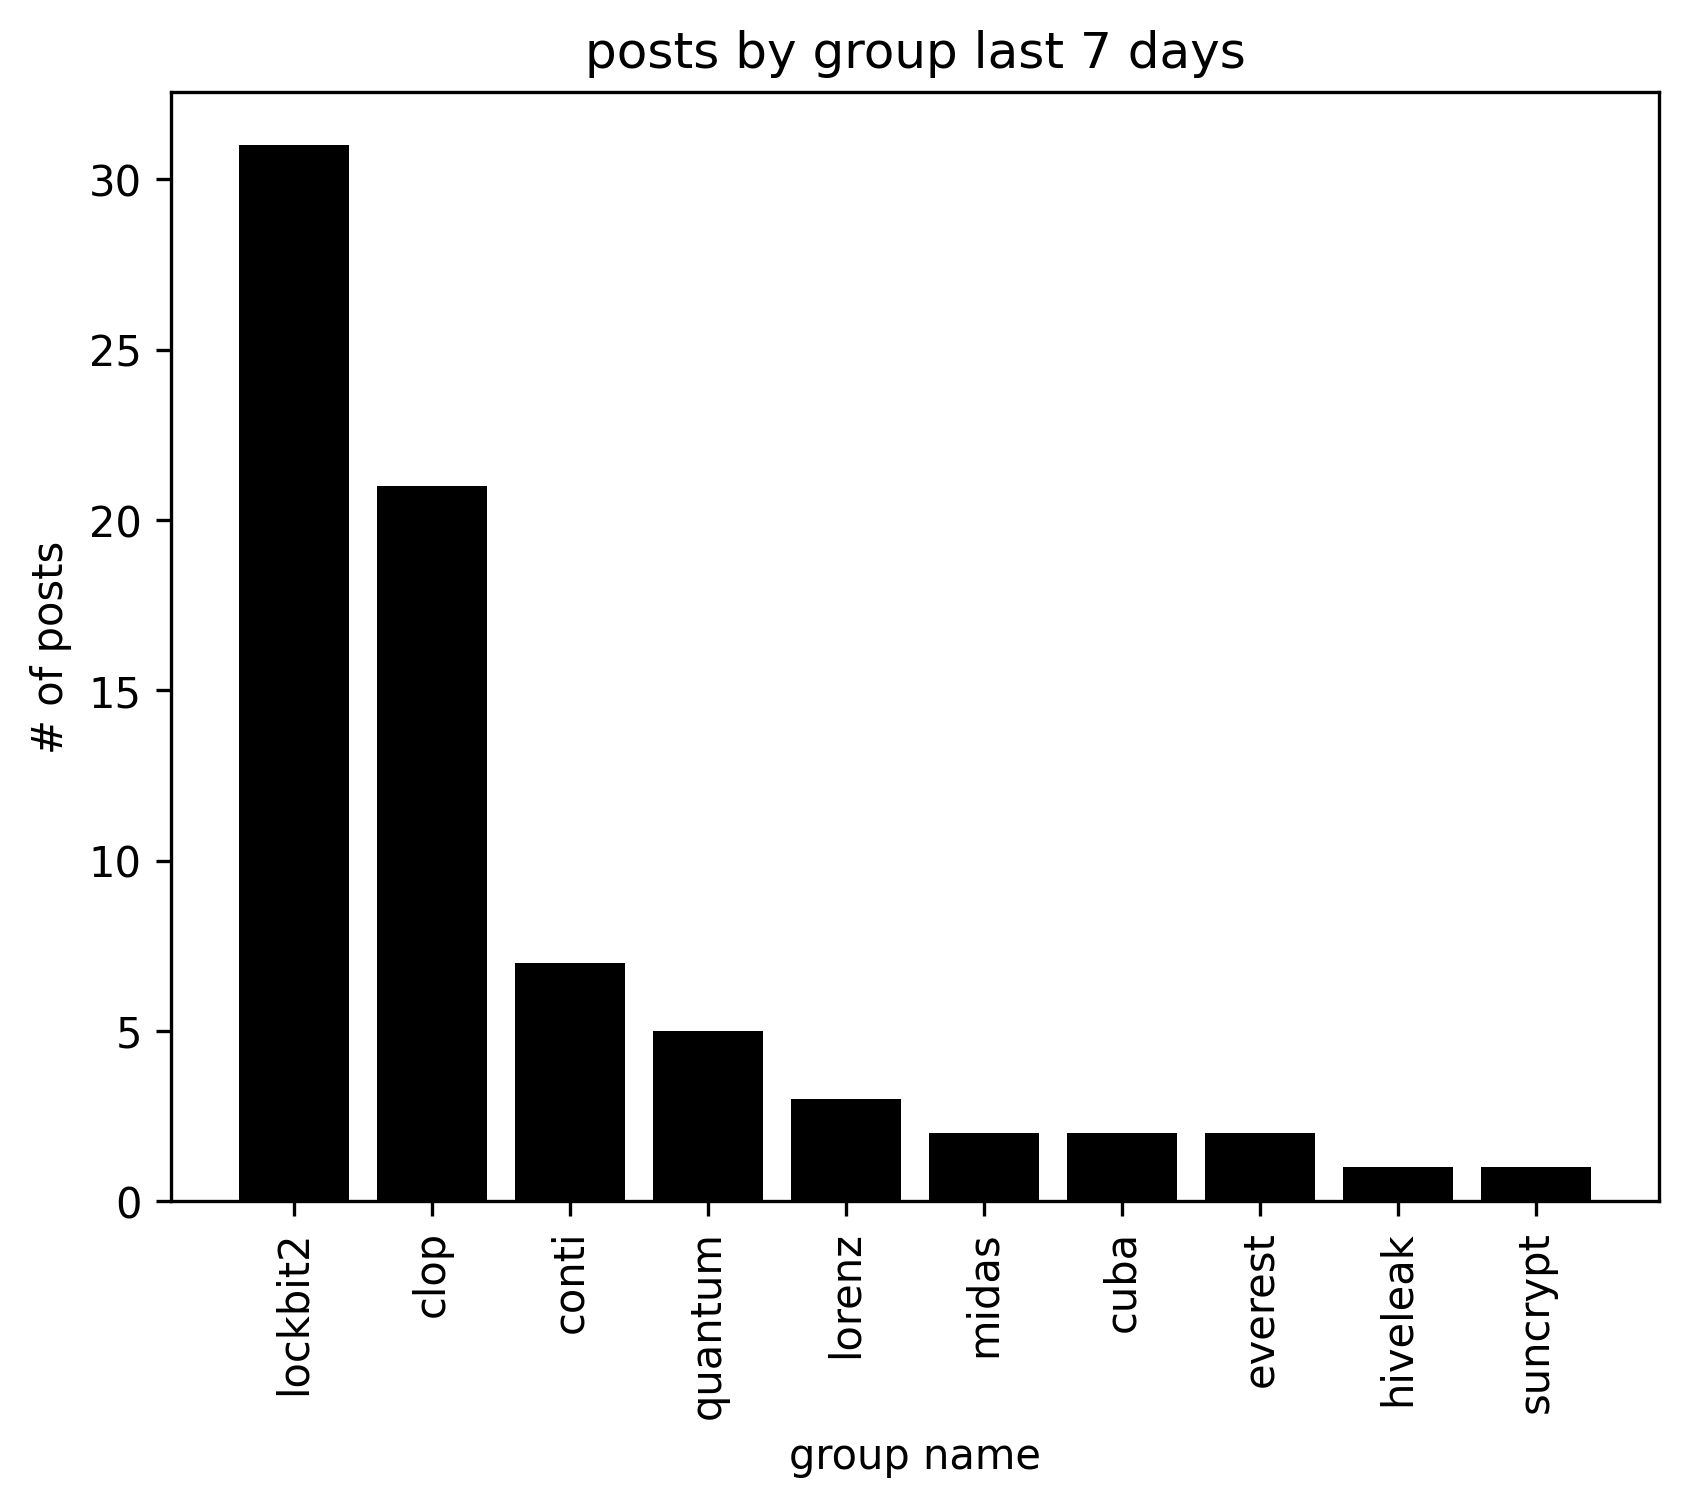 posts by group last 7 days
# of posts
30
25
20
15
10
5
0
lockbit2
clop
conti
quantum
lorenz
midas
cuba
everest
hiveleak
suncrypt
group name